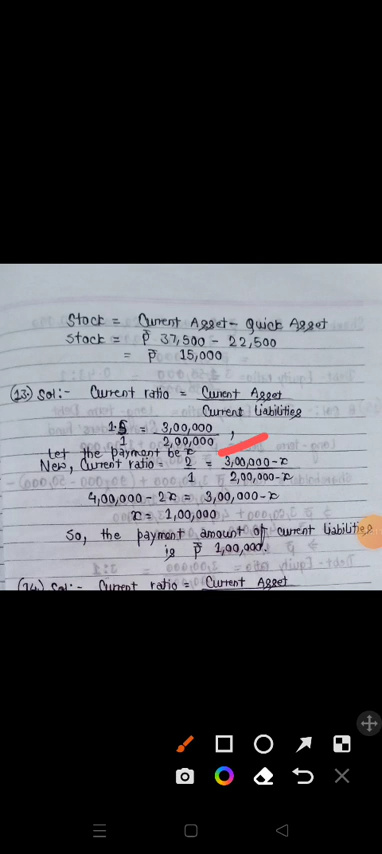 Stock = Current Asset - Quick Asset
Stock = ₹ 37,500 - 22,500
= ₹ 15,000
(13.) Sol:- Current ratio = Current Asset
Current Liabilities
1.5 = 3,00,000 ,
1 2,00,000
Let the payment be x
New, Current ratio = 2 = 3,00,000-x
1 2,00,000-x
4,00,000 - 2x = 3,00,000-x
x = 1,00,000
So, the payment amount of current liabilities
is ₹ 1,00,000.
(14.) Sol:- Current ratio = Current Asset